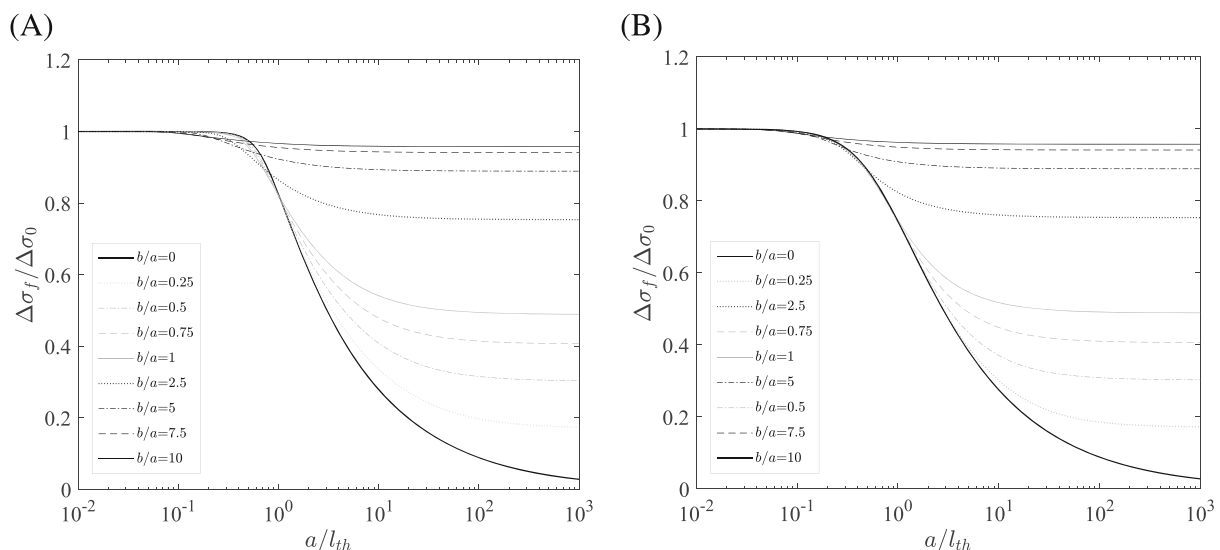 (A)
1.2
1
0.8
0.6
0.4
0.2
0
Δσ_f/Δσ_0
b/a=0
b/a=0.25
b/a=0.5
b/a=0.75
b/a=1
b/a=2.5
b/a=5
b/a=7.5
b/a=10
10^-2 10^-1 10^0 10^1 10^2 10^3
a/l_th
(B)
1.2
1
0.8
0.6
0.4
0.2
0
Δσ_f/Δσ_0
b/a=0
b/a=0.25
b/a=2.5
b/a=0.75
b/a=1
b/a=5
b/a=0.5
b/a=7.5
b/a=10
10^-2 10^-1 10^0 10^1 10^2 10^3
a/l_th